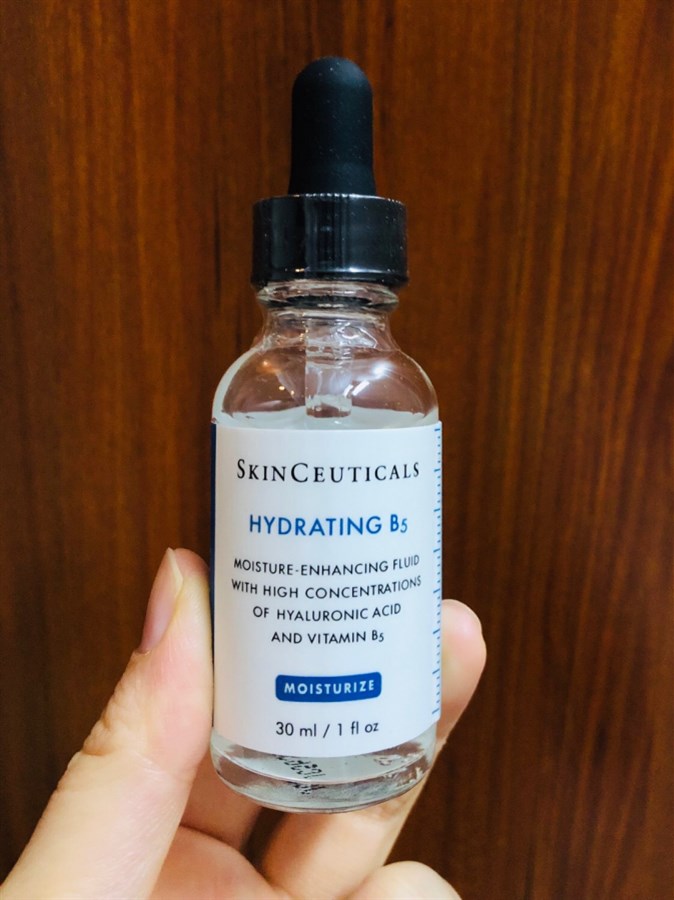 SKINCEUTICALS
HYDRATING B5
MOISTURE-ENHANCING FLUID
WITH HIGH CONCENTRATIONS
OF HYALURONIC ACID
AND VITAMIN B5
MOISTURIZE
30 ml / 1 fl oz